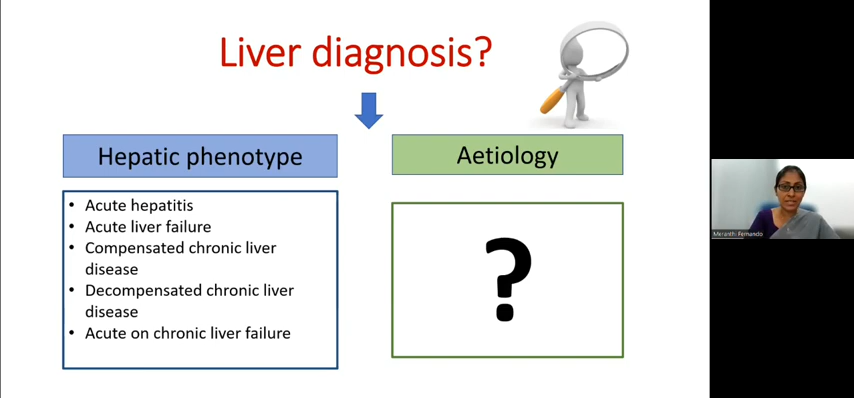 Liver diagnosis?
Hepatic phenotype
Aetiology
• Acute hepatitis
• Acute liver failure
• Compensated chronic liver
disease
• Decompensated chronic liver
disease
• Acute on chronic liver failure
?
Meranthi Fernando